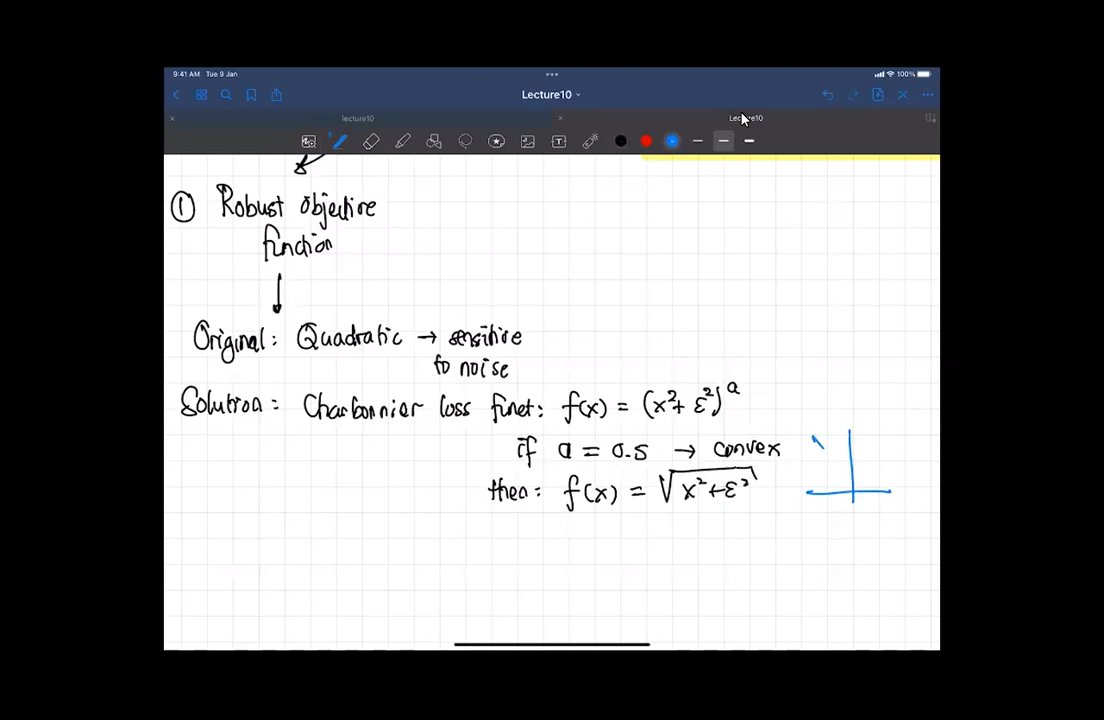 9:41 AM Tue 9 Jan
100%
Lecture10
lecture10
Lecture10
① Robust objective
function
Original: Quadratic → sensitive
to noise
Solution: Charbonnier loss funct: f(x) = (x²+ ε²)^a
if a = 0.5 → convex
then: f(x) = √x²+ε²